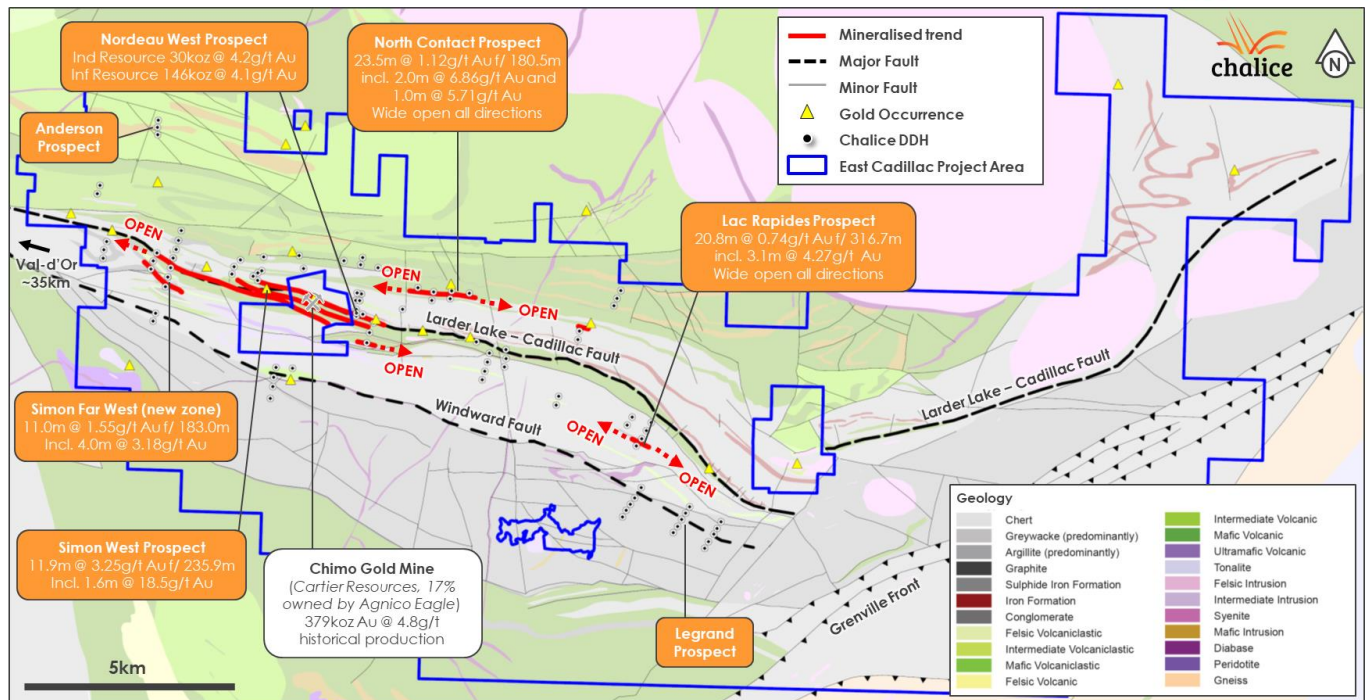 Nordeau West Prospect
Ind Resource 30koz @ 4.2g/t Au
Inf Resource 146koz @ 4.1g/t Au
North Contact Prospect
23.5m @ 1.12g/t Au f/ 180.5m
incl. 2.0m @ 6.86g/t Au and
1.0m @ 5.71g/t Au
Wide open all directions
Mineralised trend
Major Fault
Minor Fault
Gold Occurrence
Chalice DDH
East Cadillac Project Area
chalice
N
Anderson
Prospect
Lac Rapides Prospect
20.8m @ 0.74g/t Au f/ 316.7m
incl. 3.1m @ 4.27g/t Au
Wide open all directions
OPEN
Val-d'Or
~35km
OPEN
OPEN
OPEN
Larder Lake – Cadillac Fault
Windward Fault
OPEN
OPEN
Larder Lake – Cadillac Fault
Simon Far West (new zone)
11.0m @ 1.55g/t Au f/ 183.0m
Incl. 4.0m @ 3.18g/t Au
Simon West Prospect
11.9m @ 3.25g/t Au f/ 235.9m
Incl. 1.6m @ 18.5g/t Au
Chimo Gold Mine
(Cartier Resources, 17%
owned by Agnico Eagle)
379koz Au @ 4.8g/t
historical production
Legrand
Prospect
Grenville Front
5km
Geology
Chert
Greywacke (predominantly)
Argillite (predominantly)
Graphite
Sulphide Iron Formation
Iron Formation
Conglomerate
Felsic Volcaniclastic
Intermediate Volcaniclastic
Mafic Volcaniclastic
Felsic Volcanic
Intermediate Volcanic
Mafic Volcanic
Ultramafic Volcanic
Tonalite
Felsic Intrusion
Intermediate Intrusion
Syenite
Mafic Intrusion
Diabase
Peridotite
Gneiss